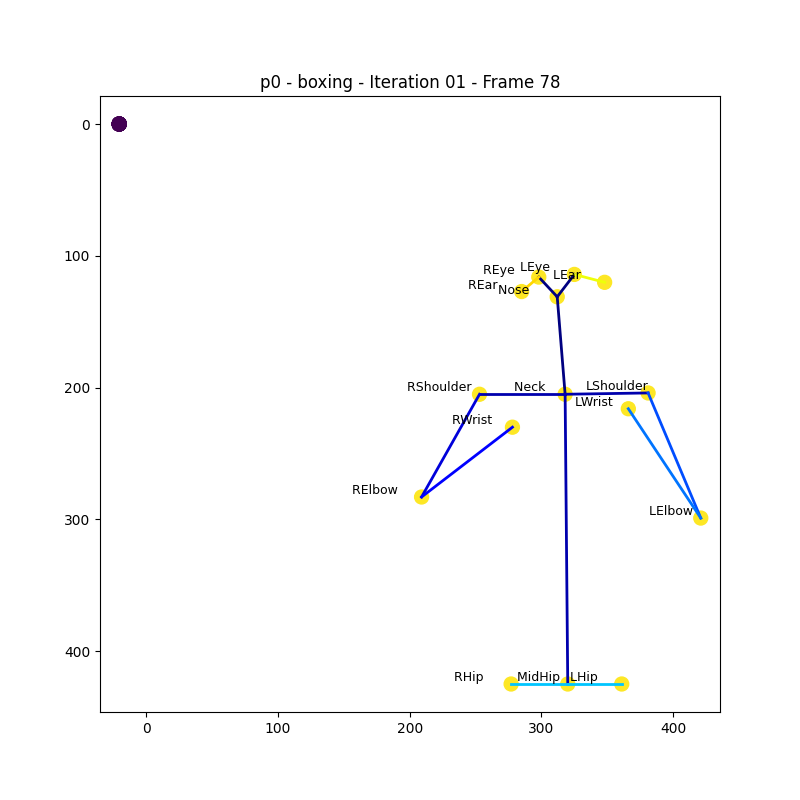 p0 - boxing - Iteration 01 - Frame 78
0
100
200
300
400
REye
LEye
LEar
REar
Nose
RShoulder
Neck
LShoulder
LWrist
RWrist
RElbow
LElbow
RHip
MidHip
LHip
0
100
200
300
400